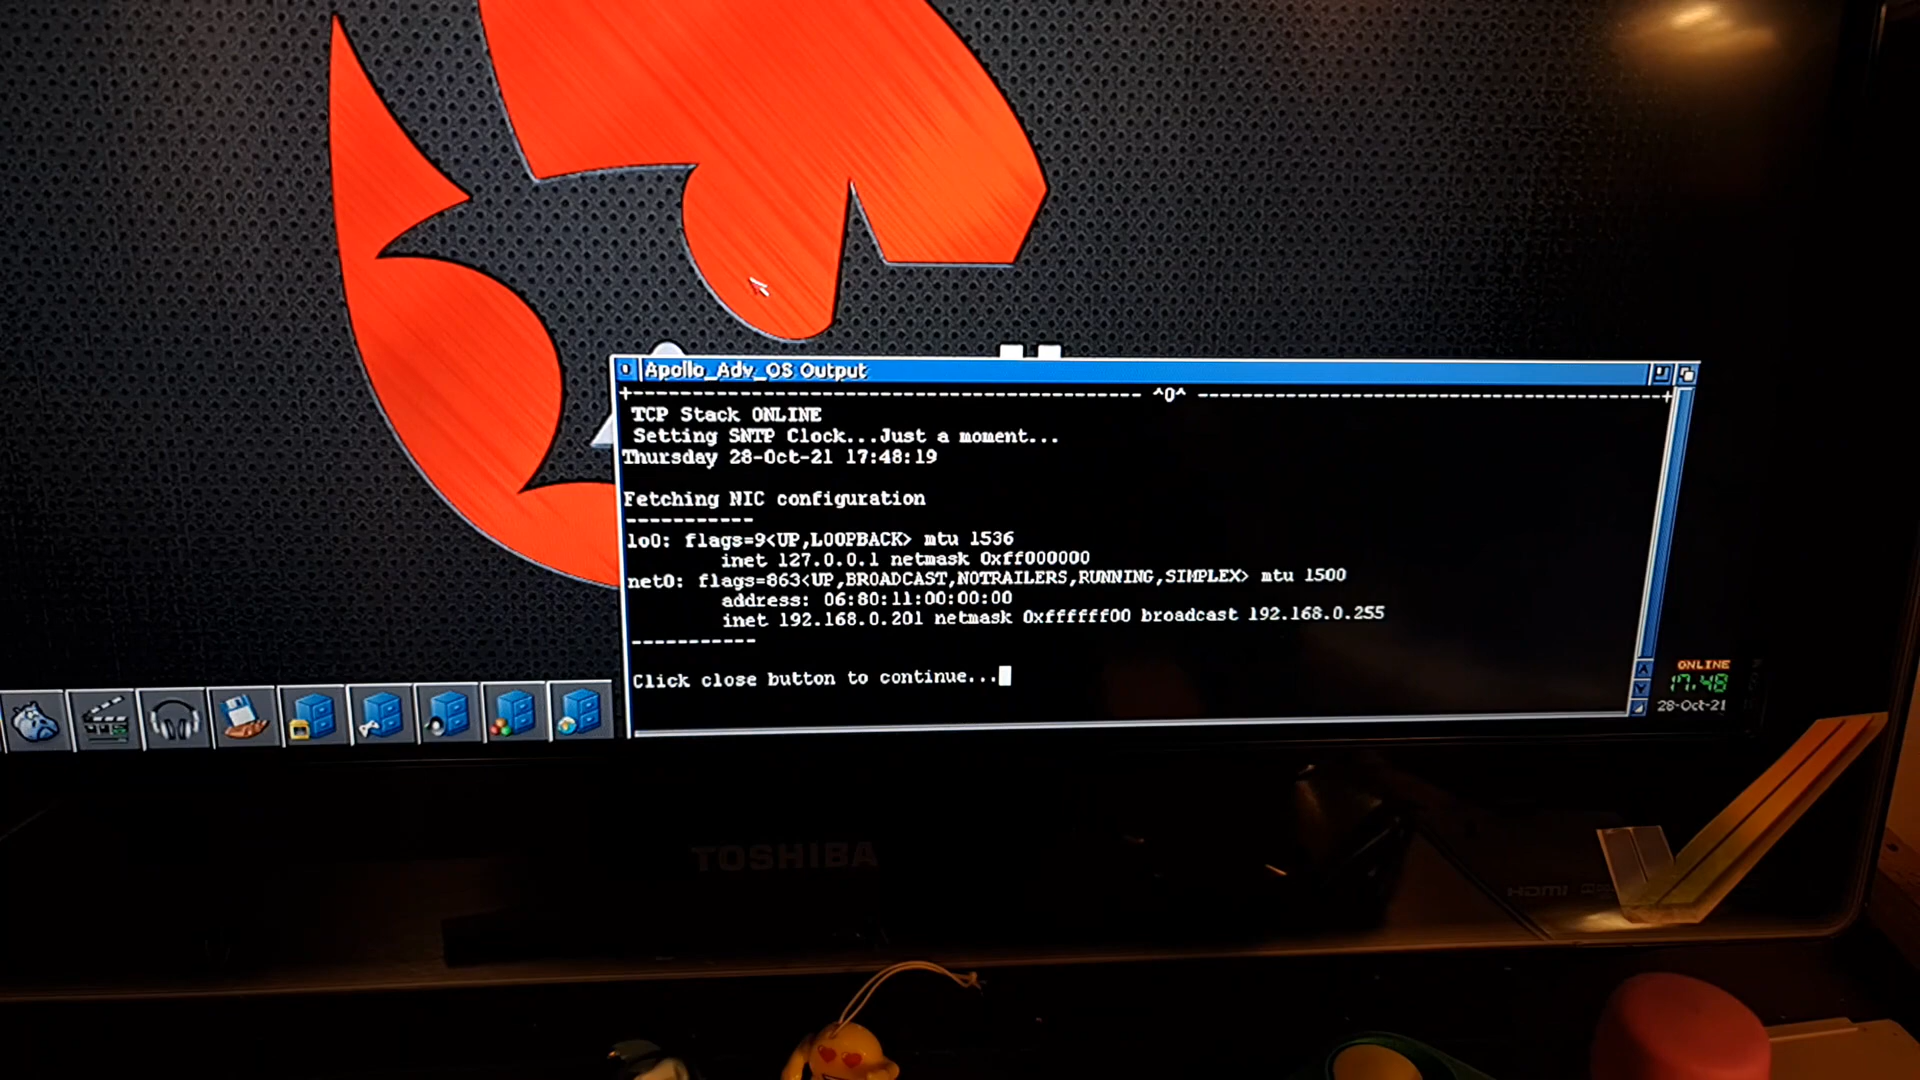 Apollo_Adv_OS Output
+------------------------------------------------------ ^O^ -------------------------------------------------+
TCP Stack ONLINE
Setting SNTP Clock...Just a moment...
Thursday 28-Oct-21 17:48:19
Fetching NIC configuration
-----------
lo0: flags=9<UP,LOOPBACK> mtu 1536
inet 127.0.0.1 netmask 0xff000000
net0: flags=863<UP,BROADCAST,NOTRAILERS,RUNNING,SIMPLEX> mtu 1500
address: 06:80:11:00:00:00
inet 192.168.0.201 netmask 0xffffff00 broadcast 192.168.0.255
-----------
Click close button to continue...
ONLINE
17:48
28-Oct-21
TOSHIBA
HDMI